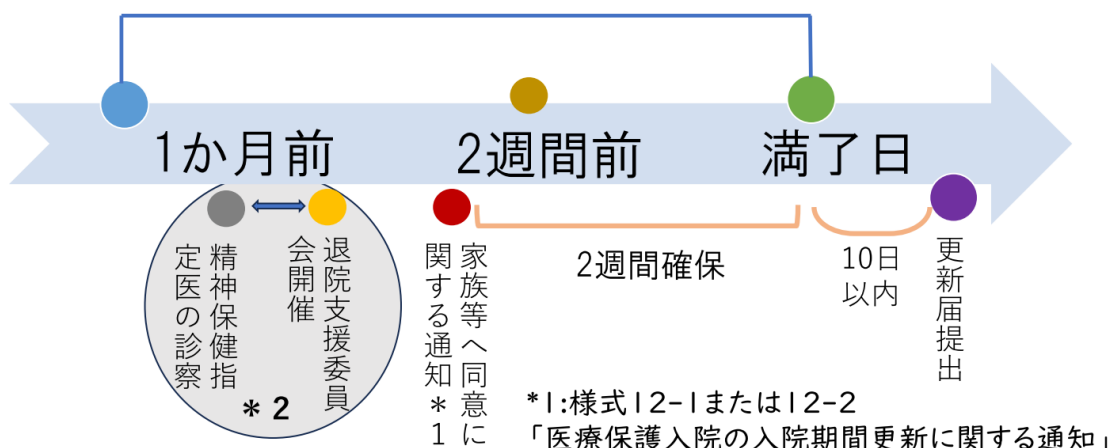 1か月前
2週間前
満了日
精神保健指
定医の診察
退院支援委員
会開催
*2
家族等へ同意に
関する通知*1
2週間確保
10日
以内
更新届提出
*1:様式12-1または12-2
「医療保護入院の入院期間更新に関する通知」